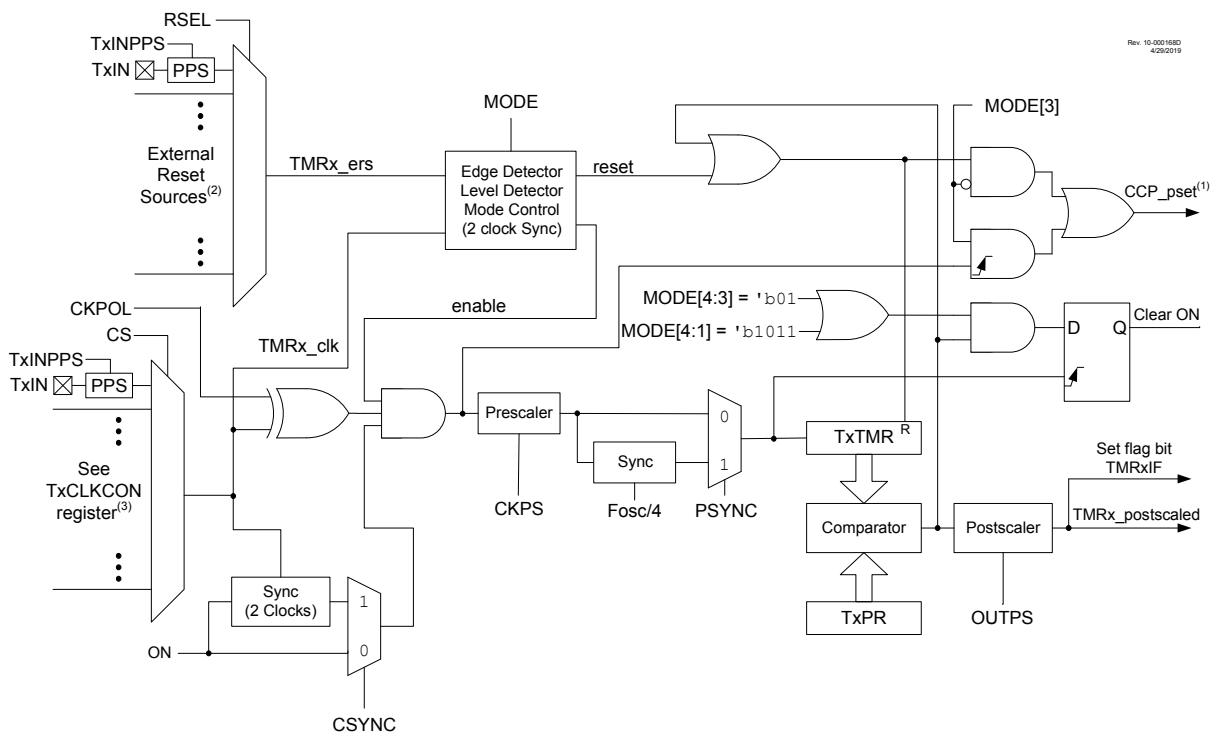 RSEL
TxINPPS
TxIN
PPS
Rev. 10-000168D
4/29/2019
MODE
MODE[3]
External
Reset
Sources(2)
TMRx_ers
Edge Detector
Level Detector
Mode Control
(2 clock Sync)
reset
CCP_pset(1)
enable
MODE[4:3] = 'b01
MODE[4:1] = 'b1011
D
Q
Clear ON
CKPOL
CS
TMRx_clk
TxINPPS
TxIN
PPS
Prescaler
0
1
Sync
CKPS
Fosc/4
PSYNC
TxTMR
R
See
TxCLKCON
register(3)
Set flag bit
TMRxIF
Comparator
Postscaler
TMRx_postscaled
Sync
(2 Clocks)
1
0
TxPR
OUTPS
ON
CSYNC